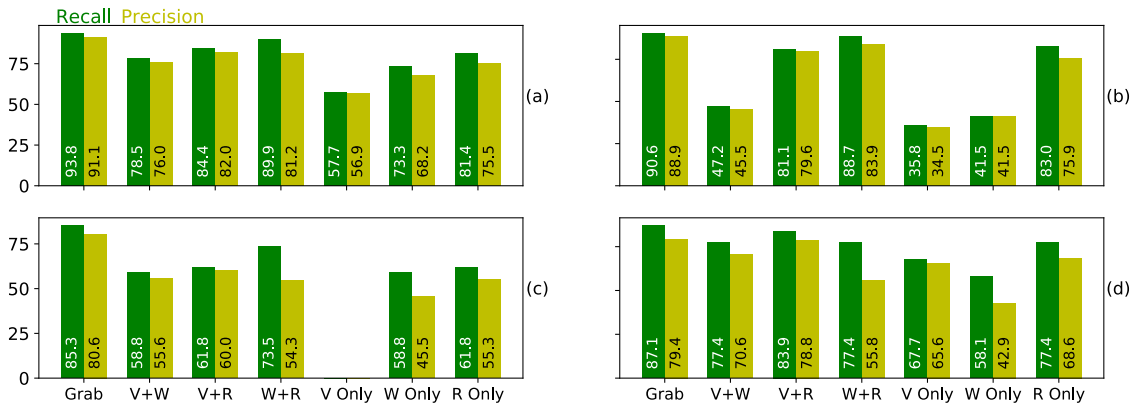 Recall Precision
75
50
25
0
93.8 91.1 78.5 76.0 84.4 82.0 89.9 81.2 57.7 56.9 73.3 68.2 81.4 75.5
(a)
90.6 88.9 47.2 45.5 81.1 79.6 88.7 83.9 35.8 34.5 41.5 41.5 83.0 75.9
(b)
75
50
25
0
85.3 80.6 58.8 55.6 61.8 60.0 73.5 54.3 58.8 45.5 61.8 55.3
(c)
Grab V+W V+R W+R V Only W Only R Only
87.1 79.4 77.4 70.6 83.9 78.8 77.4 55.8 67.7 65.6 58.1 42.9 77.4 68.6
(d)
Grab V+W V+R W+R V Only W Only R Only